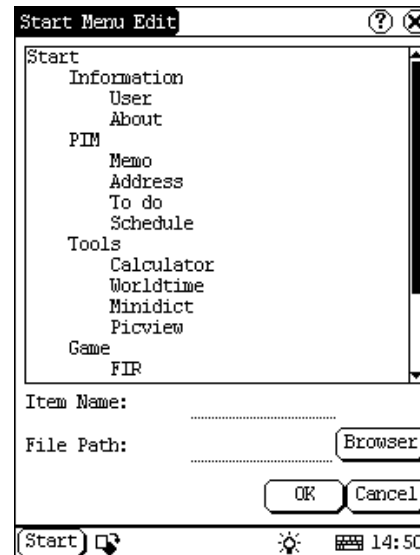 Start Menu Edit ?
Start
Information
User
About
PIM
Memo
Address
To do
Schedule
Tools
Calculator
Worldtime
Minidict
Picview
Game
FIR
Item Name:
File Path: Browser
OK Cancel
Start 14:50